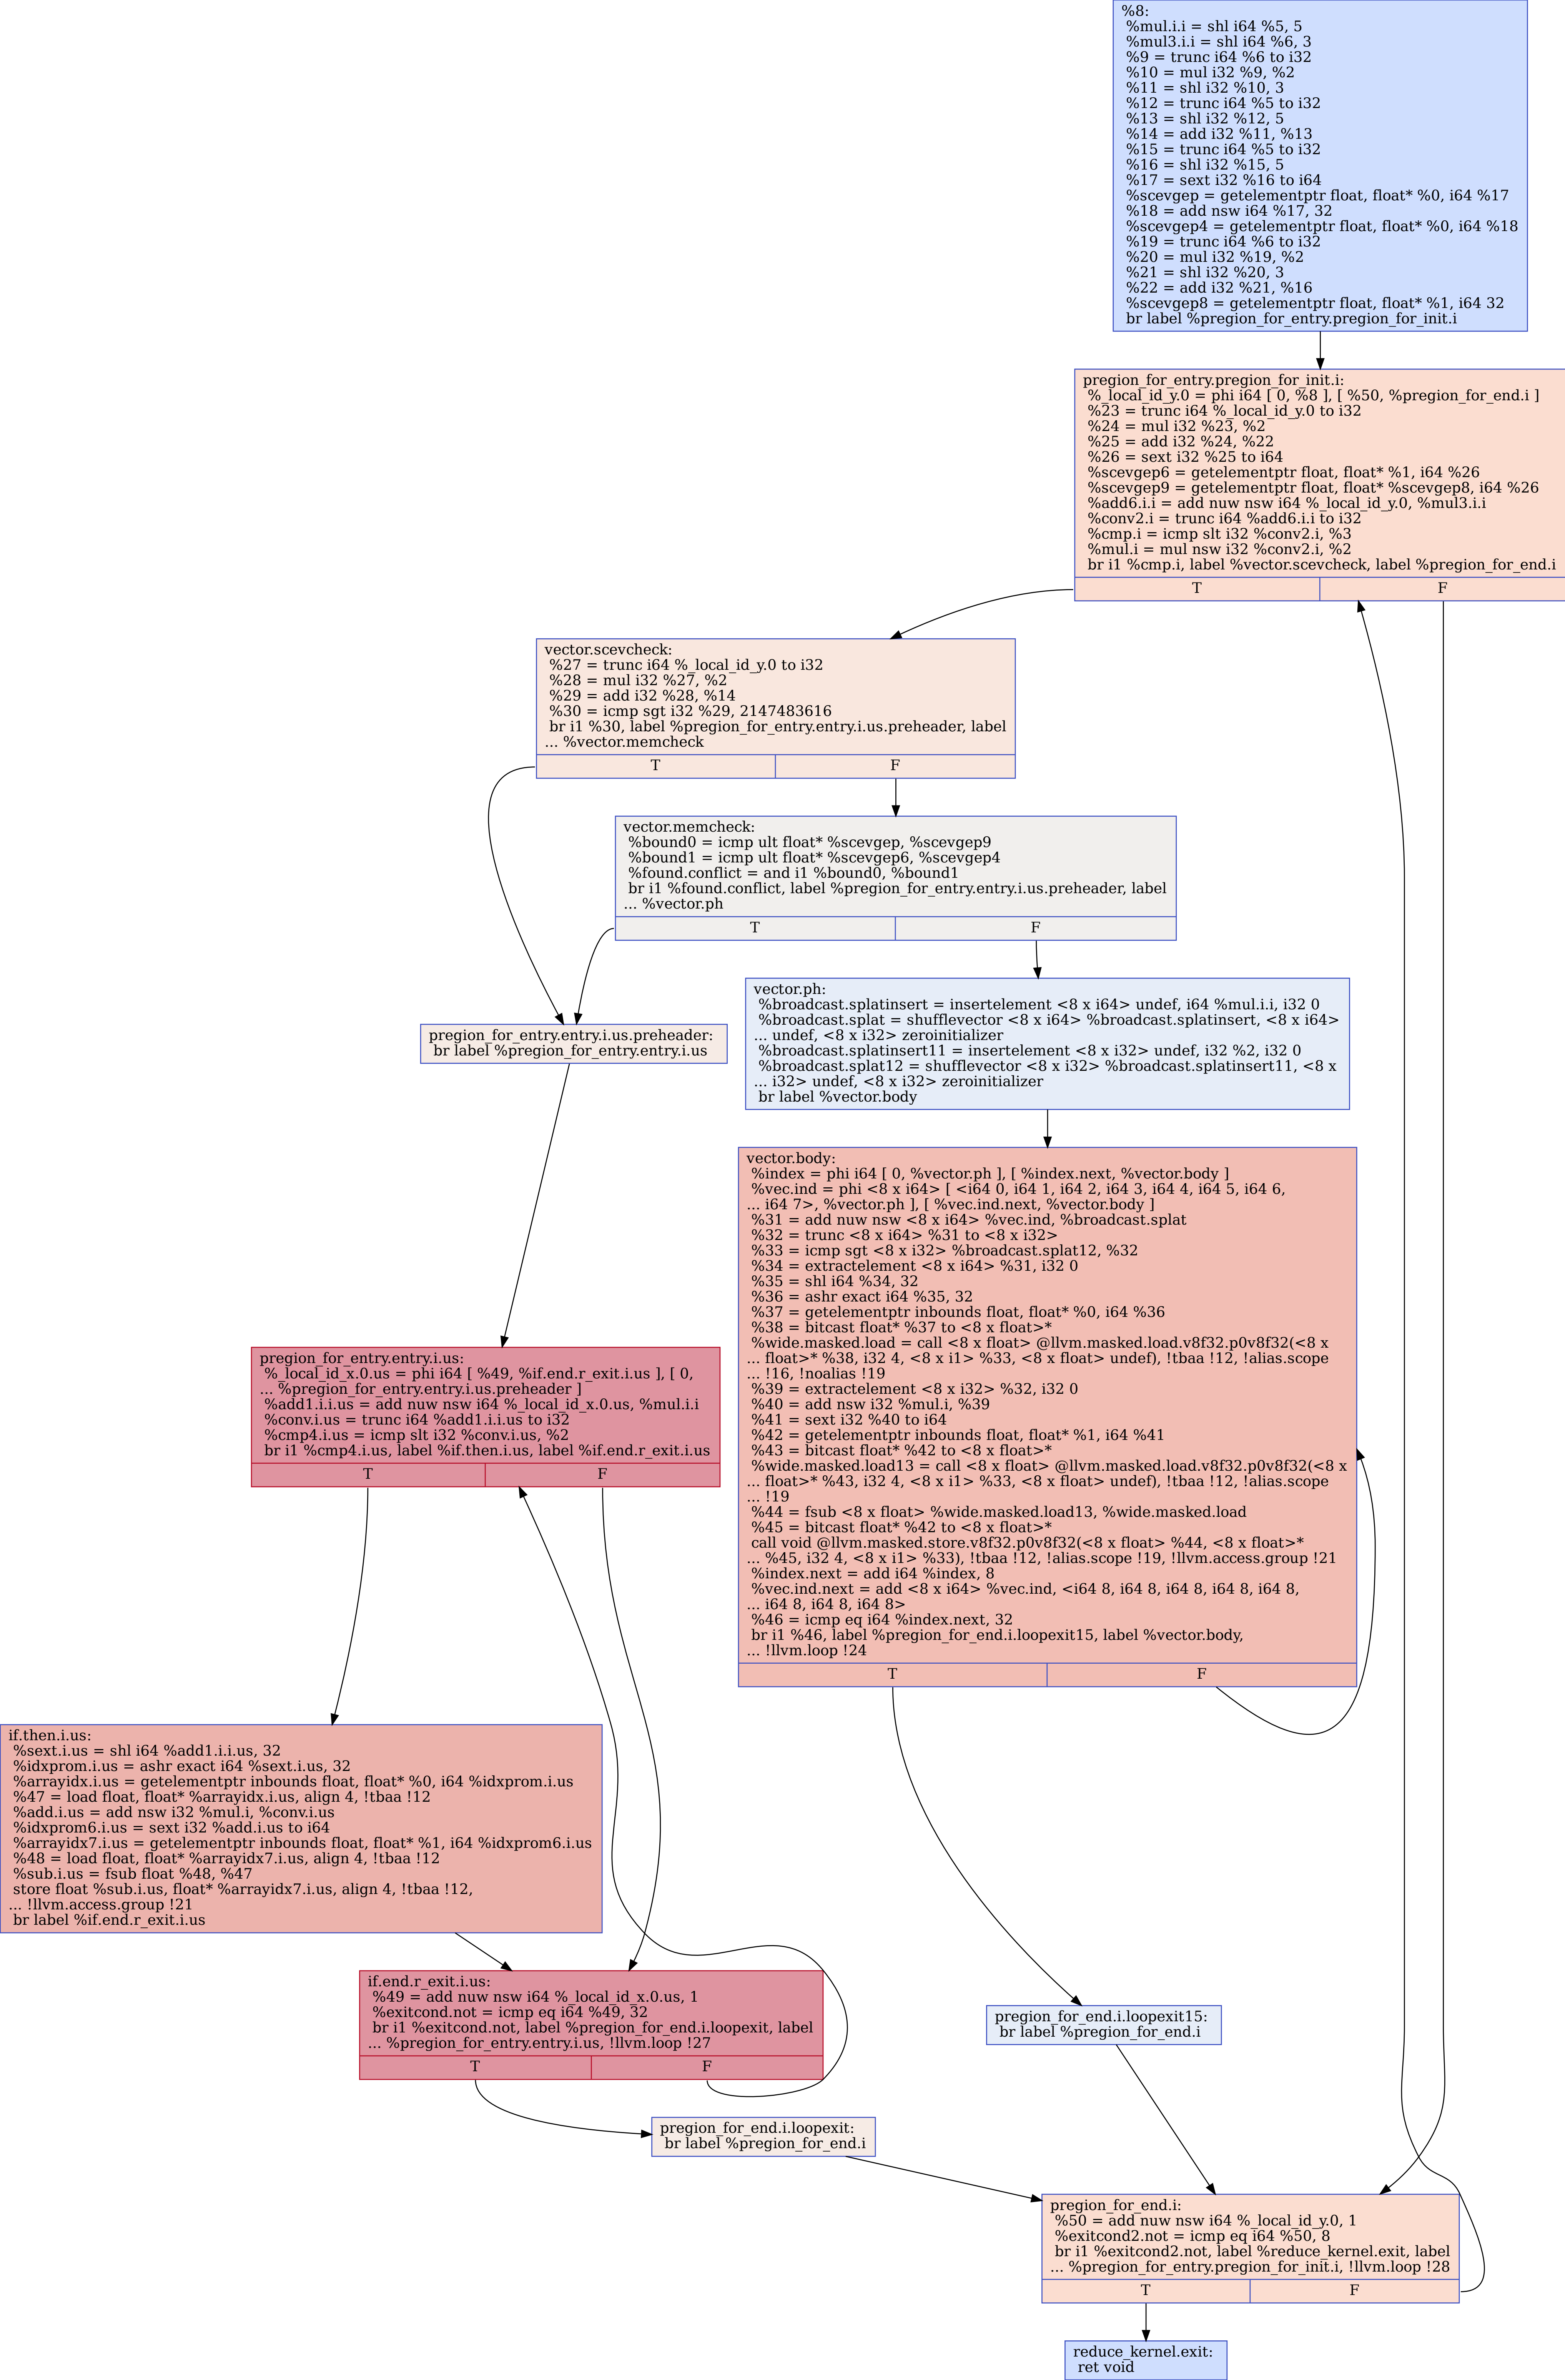 %8:
%mul.i.i = shl i64 %5, 5
%mul3.i.i = shl i64 %6, 3
%9 = trunc i64 %6 to i32
%10 = mul i32 %9, %2
%11 = shl i32 %10, 3
%12 = trunc i64 %5 to i32
%13 = shl i32 %12, 5
%14 = add i32 %11, %13
%15 = trunc i64 %5 to i32
%16 = shl i32 %15, 5
%17 = sext i32 %16 to i64
%scevgep = getelementptr float, float* %0, i64 %17
%18 = add nsw i64 %17, 32
%scevgep4 = getelementptr float, float* %0, i64 %18
%19 = trunc i64 %6 to i32
%20 = mul i32 %19, %2
%21 = shl i32 %20, 3
%22 = add i32 %21, %16
%scevgep8 = getelementptr float, float* %1, i64 32
br label %pregion_for_entry.pregion_for_init.i
pregion_for_entry.pregion_for_init.i:
%_local_id_y.0 = phi i64 [ 0, %8 ], [ %50, %pregion_for_end.i ]
%23 = trunc i64 %_local_id_y.0 to i32
%24 = mul i32 %23, %2
%25 = add i32 %24, %22
%26 = sext i32 %25 to i64
%scevgep6 = getelementptr float, float* %1, i64 %26
%scevgep9 = getelementptr float, float* %scevgep8, i64 %26
%add6.i.i = add nuw nsw i64 %_local_id_y.0, %mul3.i.i
%conv2.i = trunc i64 %add6.i.i to i32
%cmp.i = icmp slt i32 %conv2.i, %3
%mul.i = mul nsw i32 %conv2.i, %2
br i1 %cmp.i, label %vector.scevcheck, label %pregion_for_end.i
T
F
vector.scevcheck:
%27 = trunc i64 %_local_id_y.0 to i32
%28 = mul i32 %27, %2
%29 = add i32 %28, %14
%30 = icmp sgt i32 %29, 2147483616
br i1 %30, label %pregion_for_entry.entry.i.us.preheader, label
... %vector.memcheck
T
F
vector.memcheck:
%bound0 = icmp ult float* %scevgep, %scevgep9
%bound1 = icmp ult float* %scevgep6, %scevgep4
%found.conflict = and i1 %bound0, %bound1
br i1 %found.conflict, label %pregion_for_entry.entry.i.us.preheader, label
... %vector.ph
T
F
vector.ph:
%broadcast.splatinsert = insertelement <8 x i64> undef, i64 %mul.i.i, i32 0
%broadcast.splat = shufflevector <8 x i64> %broadcast.splatinsert, <8 x i64>
... undef, <8 x i32> zeroinitializer
%broadcast.splatinsert11 = insertelement <8 x i32> undef, i32 %2, i32 0
%broadcast.splat12 = shufflevector <8 x i32> %broadcast.splatinsert11, <8 x
... i32> undef, <8 x i32> zeroinitializer
br label %vector.body
pregion_for_entry.entry.i.us.preheader:
br label %pregion_for_entry.entry.i.us
vector.body:
%index = phi i64 [ 0, %vector.ph ], [ %index.next, %vector.body ]
%vec.ind = phi <8 x i64> [ <i64 0, i64 1, i64 2, i64 3, i64 4, i64 5, i64 6,
... i64 7>, %vector.ph ], [ %vec.ind.next, %vector.body ]
%31 = add nuw nsw <8 x i64> %vec.ind, %broadcast.splat
%32 = trunc <8 x i64> %31 to <8 x i32>
%33 = icmp sgt <8 x i32> %broadcast.splat12, %32
%34 = extractelement <8 x i64> %31, i32 0
%35 = shl i64 %34, 32
%36 = ashr exact i64 %35, 32
%37 = getelementptr inbounds float, float* %0, i64 %36
%38 = bitcast float* %37 to <8 x float>*
%wide.masked.load = call <8 x float> @llvm.masked.load.v8f32.p0v8f32(<8 x
... float>* %38, i32 4, <8 x i1> %33, <8 x float> undef), !tbaa !12, !alias.scope
... !16, !noalias !19
%39 = extractelement <8 x i32> %32, i32 0
%40 = add nsw i32 %mul.i, %39
%41 = sext i32 %40 to i64
%42 = getelementptr inbounds float, float* %1, i64 %41
%43 = bitcast float* %42 to <8 x float>*
%wide.masked.load13 = call <8 x float> @llvm.masked.load.v8f32.p0v8f32(<8 x
... float>* %43, i32 4, <8 x i1> %33, <8 x float> undef), !tbaa !12, !alias.scope
... !19
%44 = fsub <8 x float> %wide.masked.load13, %wide.masked.load
%45 = bitcast float* %42 to <8 x float>*
call void @llvm.masked.store.v8f32.p0v8f32(<8 x float> %44, <8 x float>*
... %45, i32 4, <8 x i1> %33), !tbaa !12, !alias.scope !19, !llvm.access.group !21
%index.next = add i64 %index, 8
%vec.ind.next = add <8 x i64> %vec.ind, <i64 8, i64 8, i64 8, i64 8, i64 8,
... i64 8, i64 8, i64 8>
%46 = icmp eq i64 %index.next, 32
br i1 %46, label %pregion_for_end.i.loopexit15, label %vector.body,
... !llvm.loop !24
T
F
pregion_for_entry.entry.i.us:
%_local_id_x.0.us = phi i64 [ %49, %if.end.r_exit.i.us ], [ 0,
... %pregion_for_entry.entry.i.us.preheader ]
%add1.i.i.us = add nuw nsw i64 %_local_id_x.0.us, %mul.i.i
%conv.i.us = trunc i64 %add1.i.i.us to i32
%cmp4.i.us = icmp slt i32 %conv.i.us, %2
br i1 %cmp4.i.us, label %if.then.i.us, label %if.end.r_exit.i.us
T
F
if.then.i.us:
%sext.i.us = shl i64 %add1.i.i.us, 32
%idxprom.i.us = ashr exact i64 %sext.i.us, 32
%arrayidx.i.us = getelementptr inbounds float, float* %0, i64 %idxprom.i.us
%47 = load float, float* %arrayidx.i.us, align 4, !tbaa !12
%add.i.us = add nsw i32 %mul.i, %conv.i.us
%idxprom6.i.us = sext i32 %add.i.us to i64
%arrayidx7.i.us = getelementptr inbounds float, float* %1, i64 %idxprom6.i.us
%48 = load float, float* %arrayidx7.i.us, align 4, !tbaa !12
%sub.i.us = fsub float %48, %47
store float %sub.i.us, float* %arrayidx7.i.us, align 4, !tbaa !12,
... !llvm.access.group !21
br label %if.end.r_exit.i.us
if.end.r_exit.i.us:
%49 = add nuw nsw i64 %_local_id_x.0.us, 1
%exitcond.not = icmp eq i64 %49, 32
br i1 %exitcond.not, label %pregion_for_end.i.loopexit, label
... %pregion_for_entry.entry.i.us, !llvm.loop !27
T
F
pregion_for_end.i.loopexit15:
br label %pregion_for_end.i
pregion_for_end.i.loopexit:
br label %pregion_for_end.i
pregion_for_end.i:
%50 = add nuw nsw i64 %_local_id_y.0, 1
%exitcond2.not = icmp eq i64 %50, 8
br i1 %exitcond2.not, label %reduce_kernel.exit, label
... %pregion_for_entry.pregion_for_init.i, !llvm.loop !28
T
F
reduce_kernel.exit:
ret void